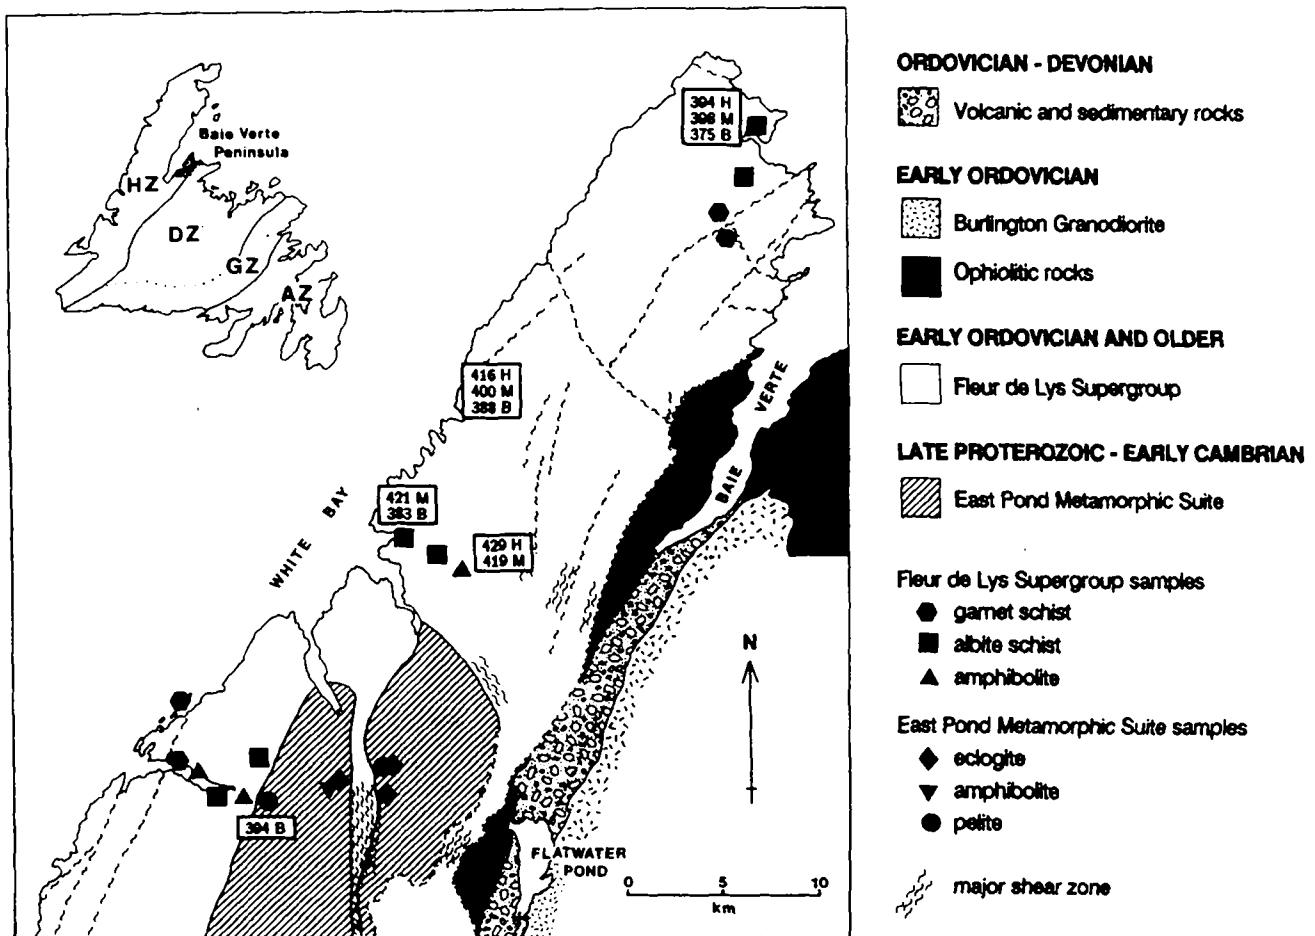 Baie Verte
Peninsula
HZ
DZ
GZ
AZ
394 H
398 M
375 B
416 H
400 M
388 B
421 M
383 B
429 H
419 M
394 B
WHITE BAY
BAIE VERTE
FLATWATER
POND
N
0 5 10
km
ORDOVICIAN - DEVONIAN
Volcanic and sedimentary rocks
EARLY ORDOVICIAN
Burlington Granodiorite
Ophiolitic rocks
EARLY ORDOVICIAN AND OLDER
Fleur de Lys Supergroup
LATE PROTEROZOIC - EARLY CAMBRIAN
East Pond Metamorphic Suite
Fleur de Lys Supergroup samples
garnet schist
albite schist
amphibolite
East Pond Metamorphic Suite samples
eclogite
amphibolite
pelite
major shear zone